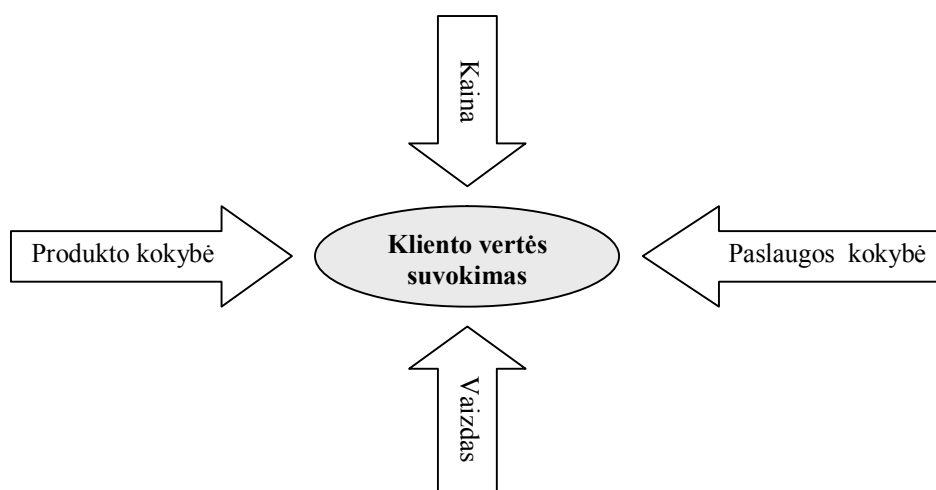 Kaina
Produkto kokybė
Kliento vertės
suvokimas
Paslaugos kokybė
Vaizdas